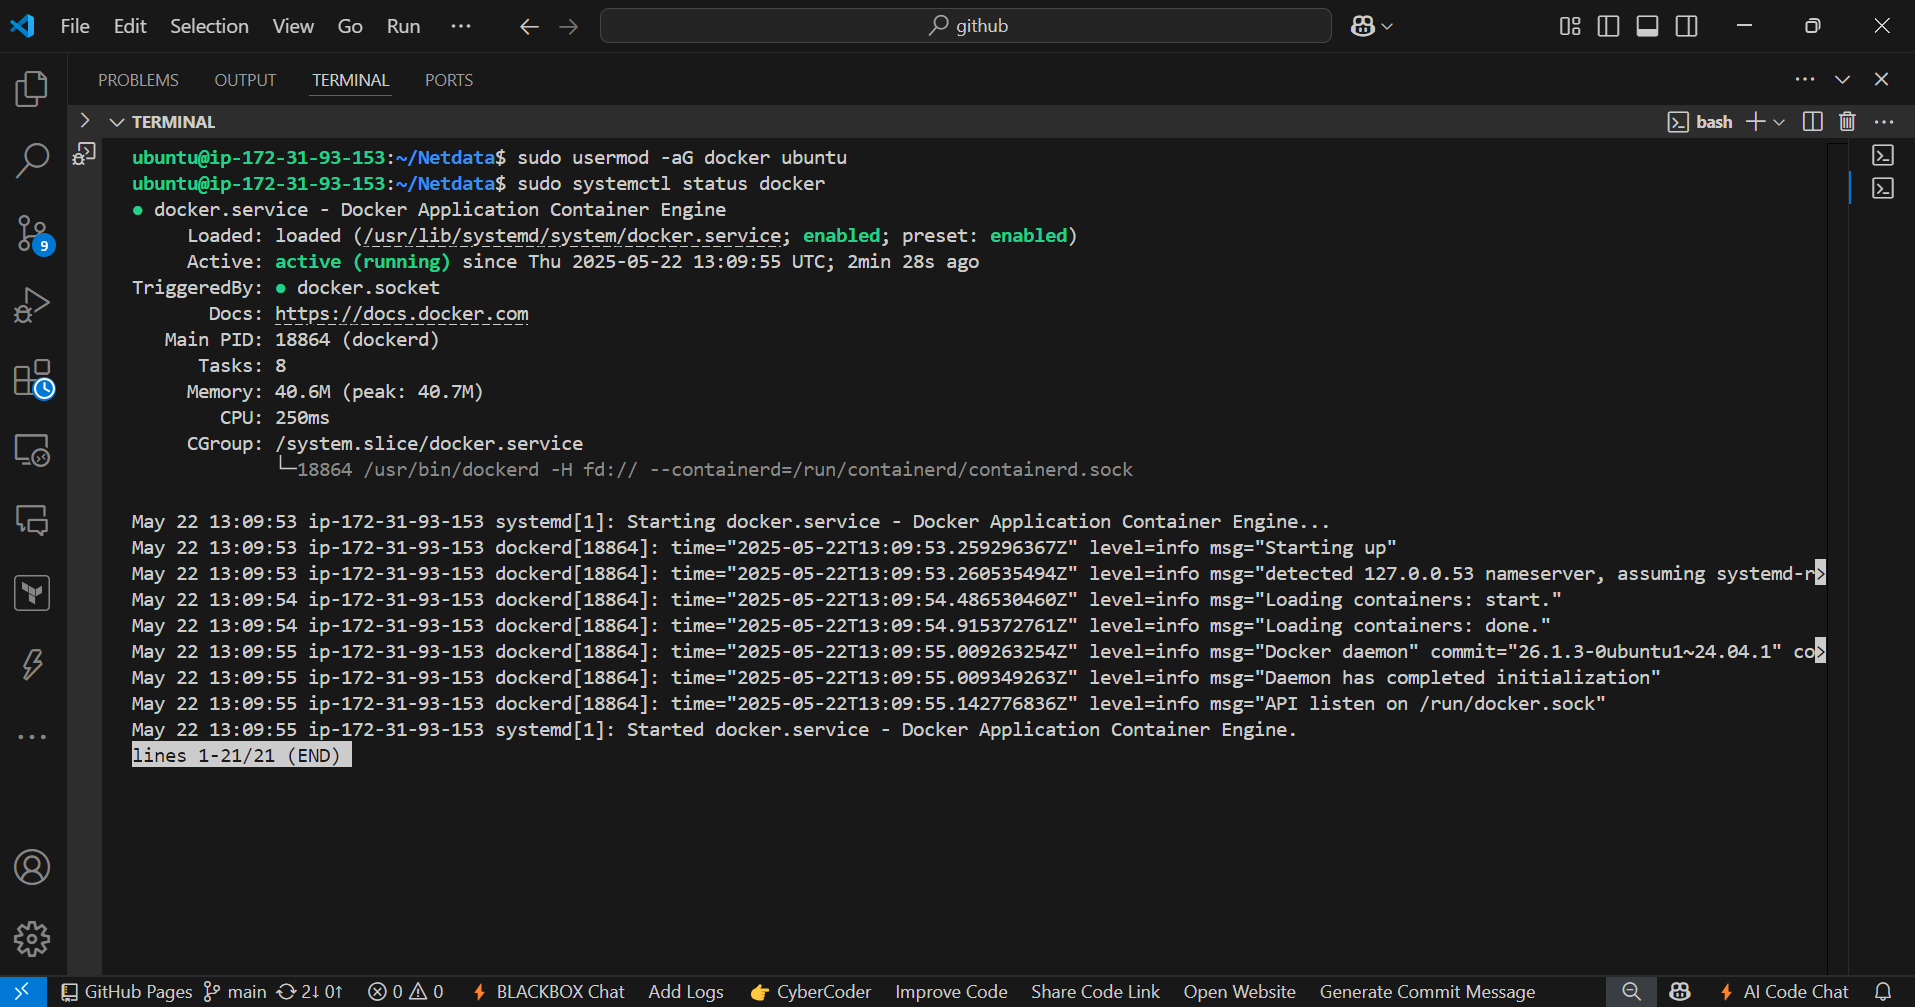 File Edit Selection View Go Run ··· github
PROBLEMS OUTPUT TERMINAL PORTS
TERMINAL bash
ubuntu@ip-172-31-93-153:~/Netdata$ sudo usermod -aG docker ubuntu
ubuntu@ip-172-31-93-153:~/Netdata$ sudo systemctl status docker
● docker.service - Docker Application Container Engine
Loaded: loaded (/usr/lib/systemd/system/docker.service; enabled; preset: enabled)
Active: active (running) since Thu 2025-05-22 13:09:55 UTC; 2min 28s ago
TriggeredBy: ● docker.socket
Docs: https://docs.docker.com
Main PID: 18864 (dockerd)
Tasks: 8
Memory: 40.6M (peak: 40.7M)
CPU: 250ms
CGroup: /system.slice/docker.service
└─18864 /usr/bin/dockerd -H fd:// --containerd=/run/containerd/containerd.sock
May 22 13:09:53 ip-172-31-93-153 systemd[1]: Starting docker.service - Docker Application Container Engine...
May 22 13:09:53 ip-172-31-93-153 dockerd[18864]: time="2025-05-22T13:09:53.259296367Z" level=info msg="Starting up"
May 22 13:09:53 ip-172-31-93-153 dockerd[18864]: time="2025-05-22T13:09:53.260535494Z" level=info msg="detected 127.0.0.53 nameserver, assuming systemd-r>
May 22 13:09:54 ip-172-31-93-153 dockerd[18864]: time="2025-05-22T13:09:54.486530460Z" level=info msg="Loading containers: start."
May 22 13:09:54 ip-172-31-93-153 dockerd[18864]: time="2025-05-22T13:09:54.915372761Z" level=info msg="Loading containers: done."
May 22 13:09:55 ip-172-31-93-153 dockerd[18864]: time="2025-05-22T13:09:55.009263254Z" level=info msg="Docker daemon" commit="26.1.3-0ubuntu1~24.04.1" co>
May 22 13:09:55 ip-172-31-93-153 dockerd[18864]: time="2025-05-22T13:09:55.009349263Z" level=info msg="Daemon has completed initialization"
May 22 13:09:55 ip-172-31-93-153 dockerd[18864]: time="2025-05-22T13:09:55.142776836Z" level=info msg="API listen on /run/docker.sock"
May 22 13:09:55 ip-172-31-93-153 systemd[1]: Started docker.service - Docker Application Container Engine.
lines 1-21/21 (END)
9
GitHub Pages main 2↓ 0↑ 0 0 BLACKBOX Chat Add Logs 👉 CyberCoder Improve Code Share Code Link Open Website Generate Commit Message AI Code Chat